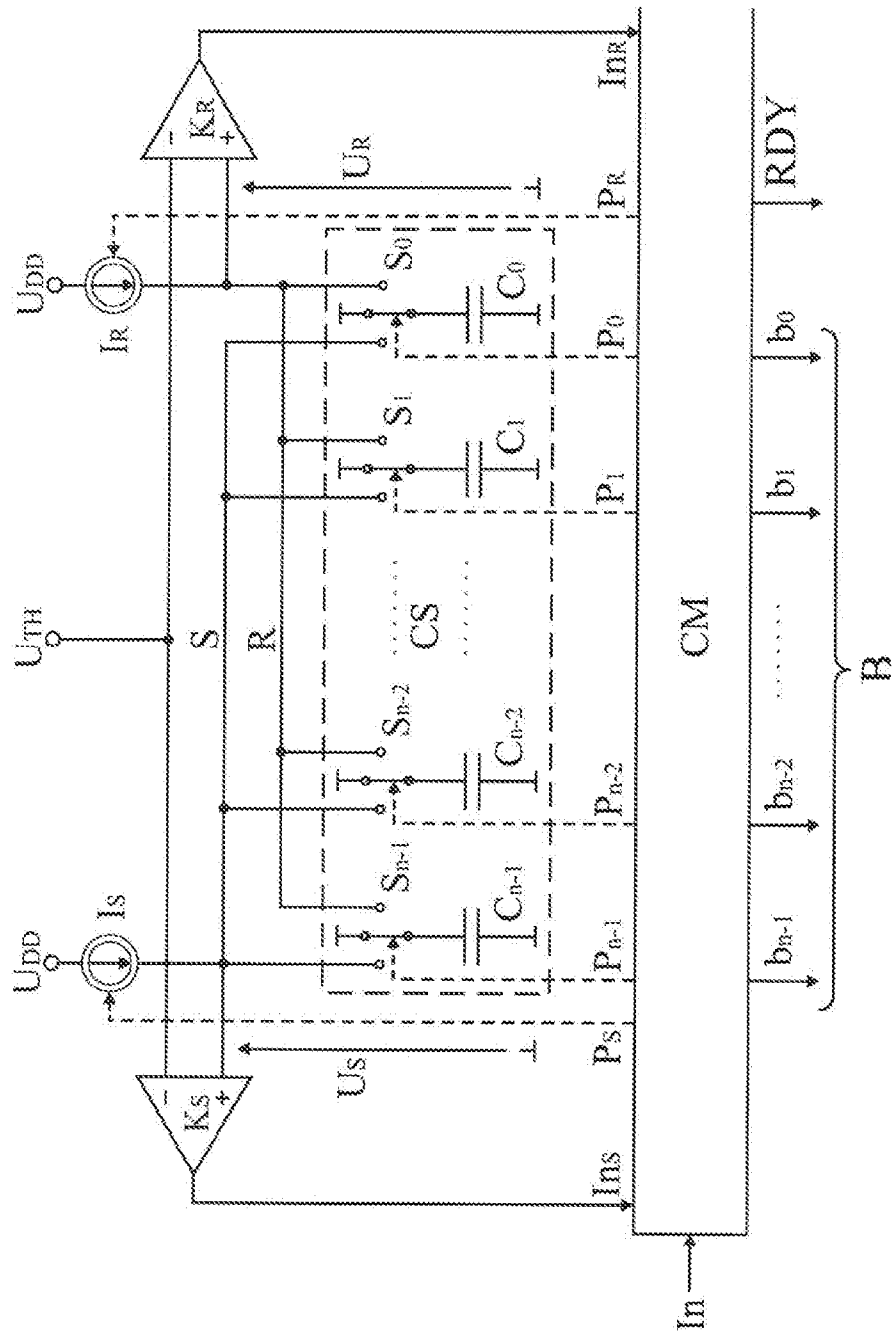 UDD
UTH
UDD
IS
IR
KS
−
+
KR
−
+
S
R
US
UR
Sn-1
Sn-2
S1
S0
CS
Cn-1
Cn-2
C1
C0
InS
PS
Pn-1
Pn-2
P1
P0
PR
InR
In
CM
bn-1
bn-2
b1
b0
RDY
B